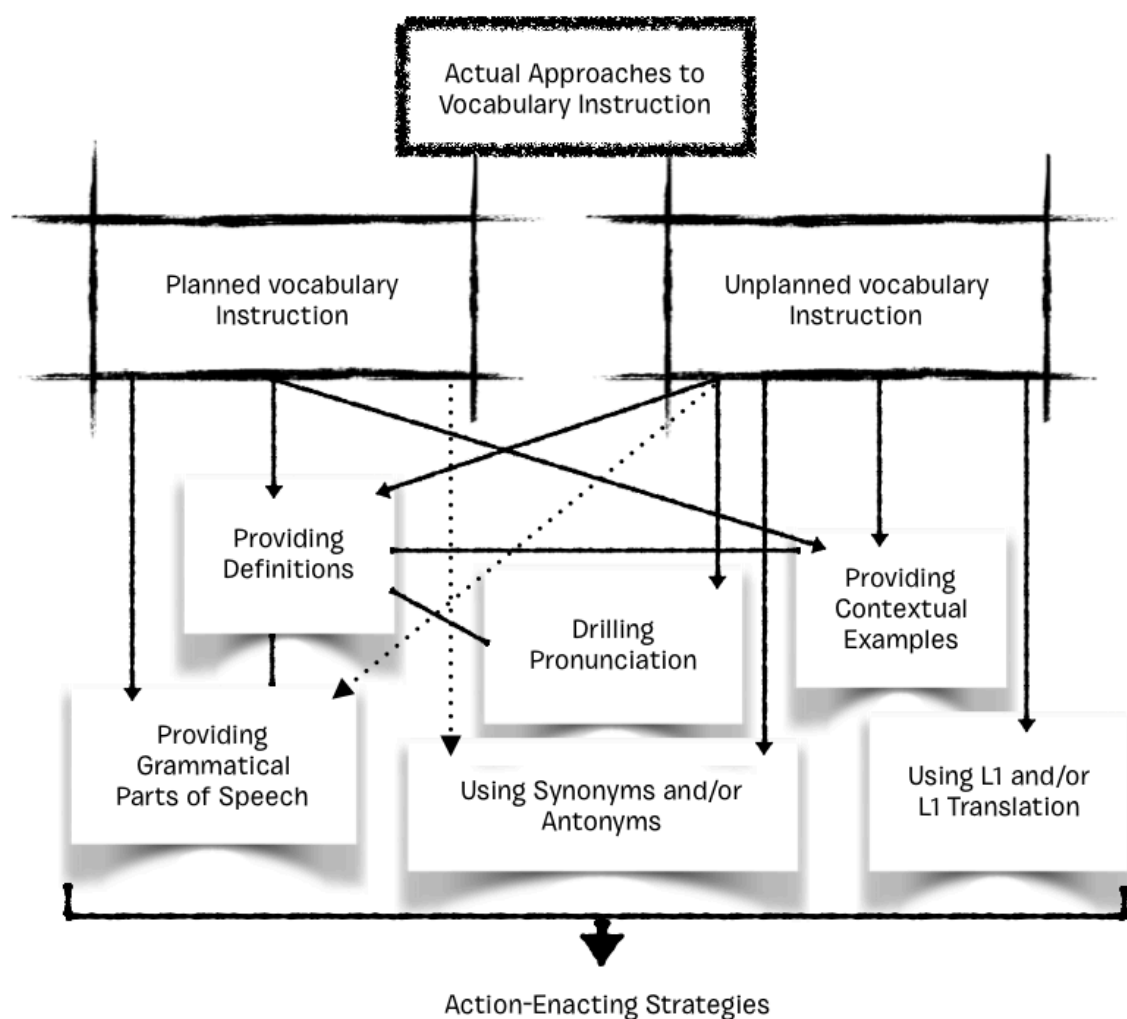 Actual Approaches to
Vocabulary Instruction
Planned vocabulary
Instruction
Unplanned vocabulary
Instruction
Providing
Definitions
Drilling
Pronunciation
Providing
Contextual
Examples
Providing
Grammatical
Parts of Speech
Using Synonyms and/or
Antonyms
Using L1 and/or
L1 Translation
Action-Enacting Strategies